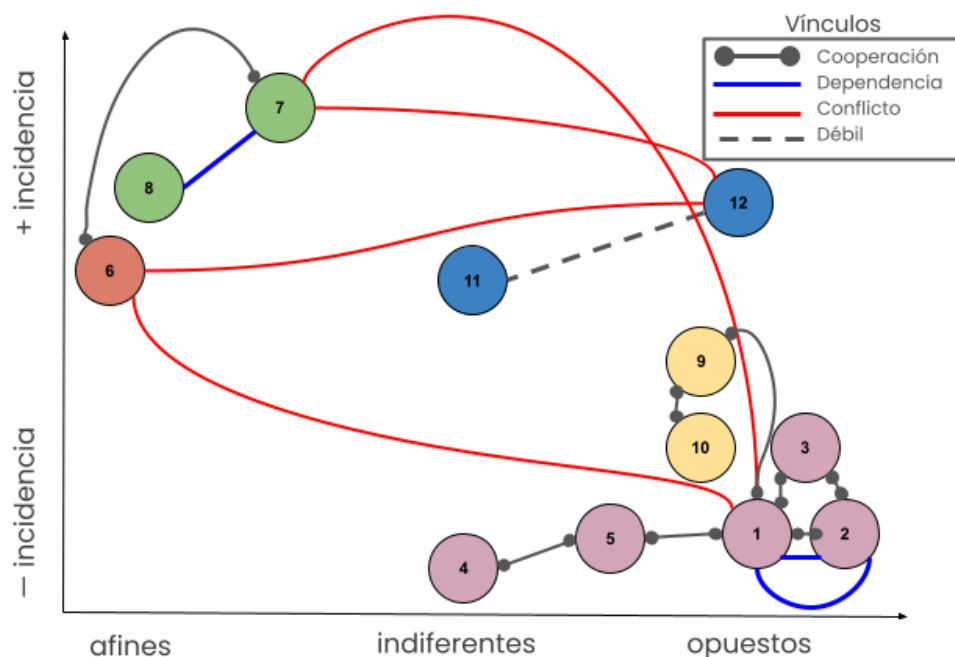 Vínculos
Cooperación
Dependencia
Conflicto
Débil
+ incidencia
— incidencia
7
8
12
6
11
9
10
3
1
2
5
4
afines
indiferentes
opuestos